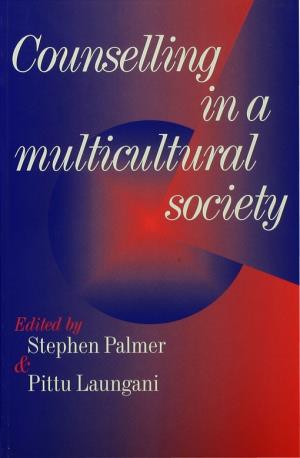 Counselling
in a
multicultural
society
Edited by
Stephen Palmer
&
Pittu Laungani